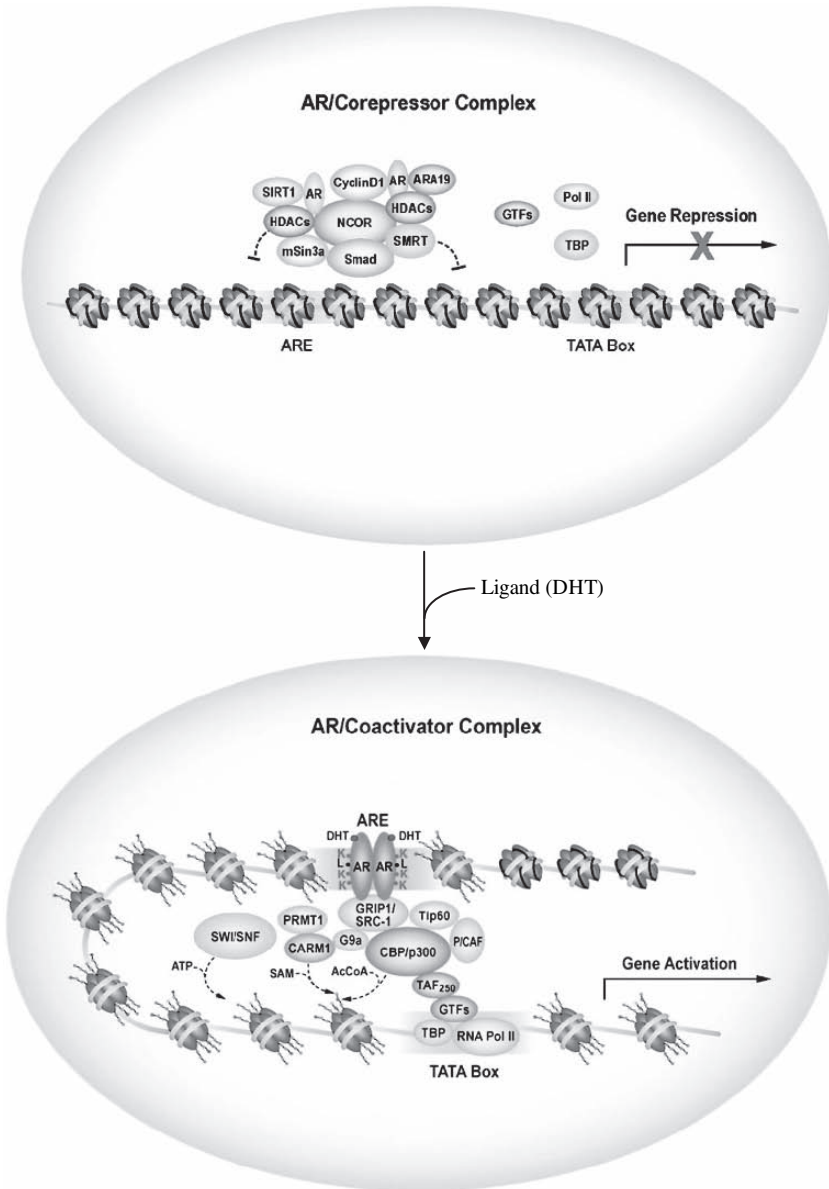 AR/Corepressor Complex
SIRT1
AR
CyclinD1
AR
ARA19
HDACs
NCOR
HDACs
mSin3a
Smad
SMRT
GTFs
Pol II
TBP
Gene Repression
X
ARE
TATA Box
Ligand (DHT)
AR/Coactivator Complex
ARE
DHT
DHT
K
L
K
K
AR
AR
K
L
K
K
GRIP1/
SRC-1
Tip60
PRMT1
SWI/SNF
CARM1
G9a
CBP/p300
P/CAF
ATP
SAM
AcCoA
TAF250
GTFs
TBP
RNA Pol II
Gene Activation
TATA Box